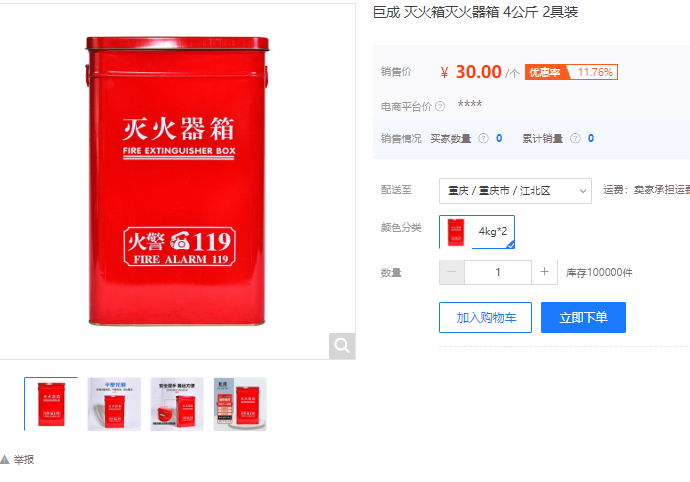 巨成 灭火箱灭火器箱 4公斤 2具装
销售价 ￥ 30.00 /个 优惠率 11.76%
电商平台价 ? ****
销售情况 买家数量 ? 0 累计销量 ? 0
配送至 重庆 / 重庆市 / 江北区 运费: 卖家承担运费
颜色分类 4kg*2
数量 － 1 + 库存100000件
加入购物车 立即下单
灭火器箱
FIRE EXTINGUISHER BOX
火警 119
FIRE ALARM 119
举报